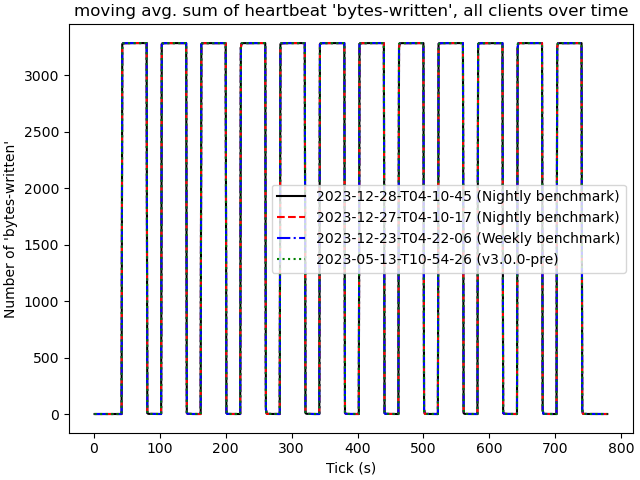 moving avg. sum of heartbeat 'bytes-written', all clients over time
Number of 'bytes-written'
3000
2500
2000
1500
1000
500
0
2023-12-28-T04-10-45 (Nightly benchmark)
2023-12-27-T04-10-17 (Nightly benchmark)
2023-12-23-T04-22-06 (Weekly benchmark)
2023-05-13-T10-54-26 (v3.0.0-pre)
0 100 200 300 400 500 600 700 800
Tick (s)